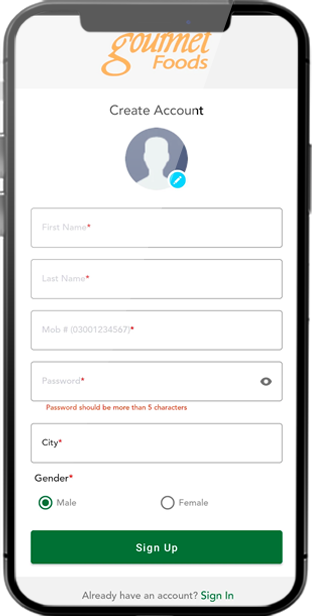 gourmet
Foods
Create Account
First Name*
Last Name*
Mob # (03001234567)*
Password*
Password should be more than 5 characters
City*
Gender*
Male Female
Sign Up
Already have an account? Sign In